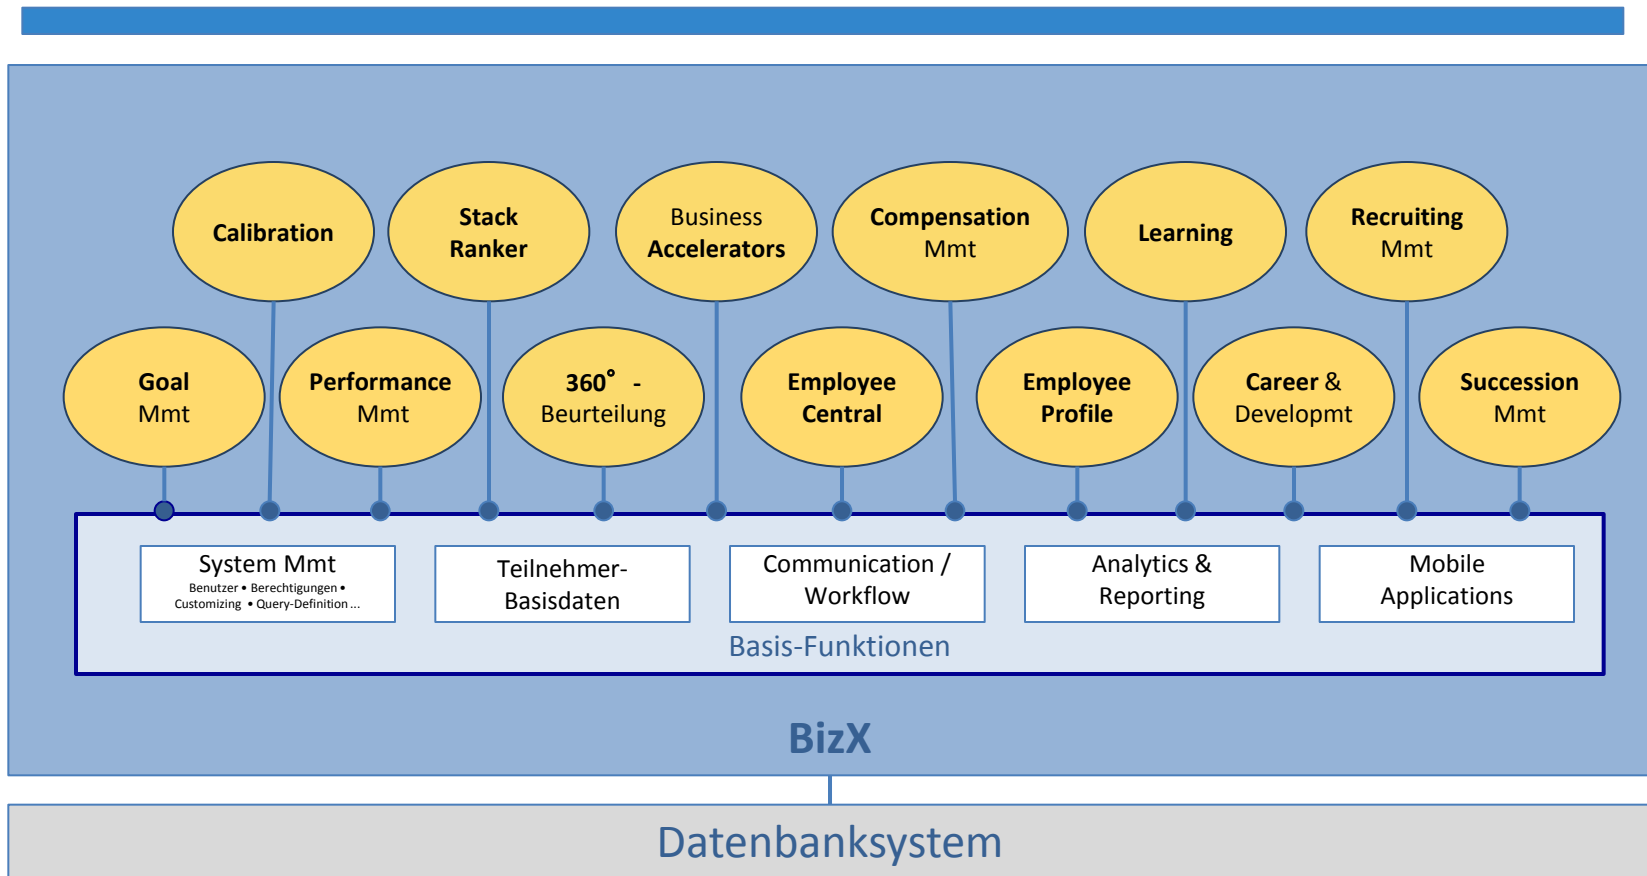 Calibration
Stack
Ranker
Business
Accelerators
Compensation
Mmt
Learning
Recruiting
Mmt
Goal
Mmt
Performance
Mmt
360° -
Beurteilung
Employee
Central
Employee
Profile
Career &
Developmt
Succession
Mmt
System Mmt
Benutzer • Berechtigungen •
Customizing • Query-Definition ...
Teilnehmer-
Basisdaten
Communication /
Workflow
Analytics &
Reporting
Mobile
Applications
Basis-Funktionen
BizX
Datenbanksystem